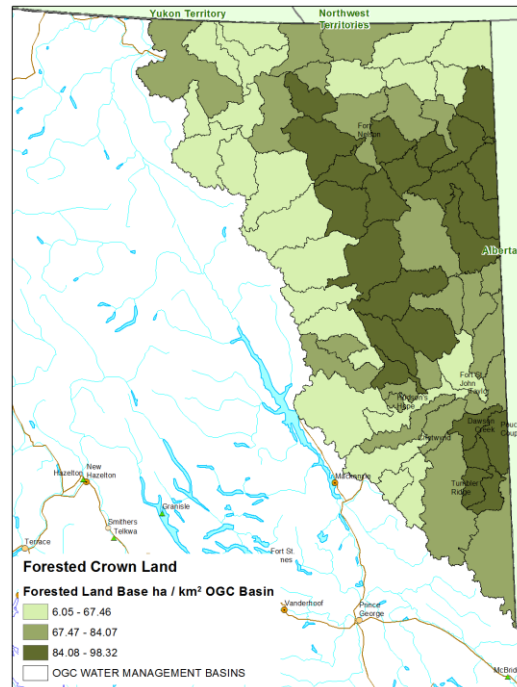 Yukon Territory
Northwest
Territories
Fort
Nelson
Alberta
Fort St.
John
Taylor
Hudson's
Hope
Dawson
Creek
Chetwynd
Tumbler
Ridge
Mackenzie
New
Hazelton
Hazelton
Granisle
Smithers
Telkwa
Terrace
Fort St.
mes
Vanderhoof
Prince
George
McBrid
Forested Crown Land
Forested Land Base ha / km² OGC Basin
6.05 - 67.46
67.47 - 84.07
84.08 - 98.32
OGC WATER MANAGEMENT BASINS